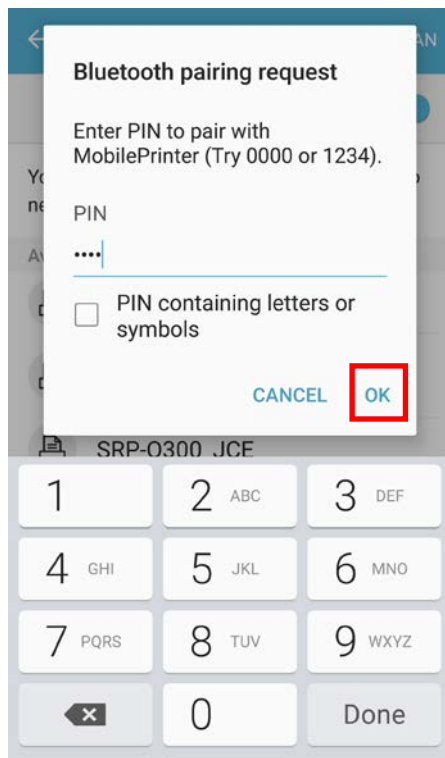 AN
Bluetooth pairing request
Enter PIN to pair with
MobilePrinter (Try 0000 or 1234).
PIN
••••
PIN containing letters or
symbols
CANCEL OK
SRP-Q300_JCE
1 2 ABC 3 DEF
4 GHI 5 JKL 6 MNO
7 PQRS 8 TUV 9 WXYZ
0 Done